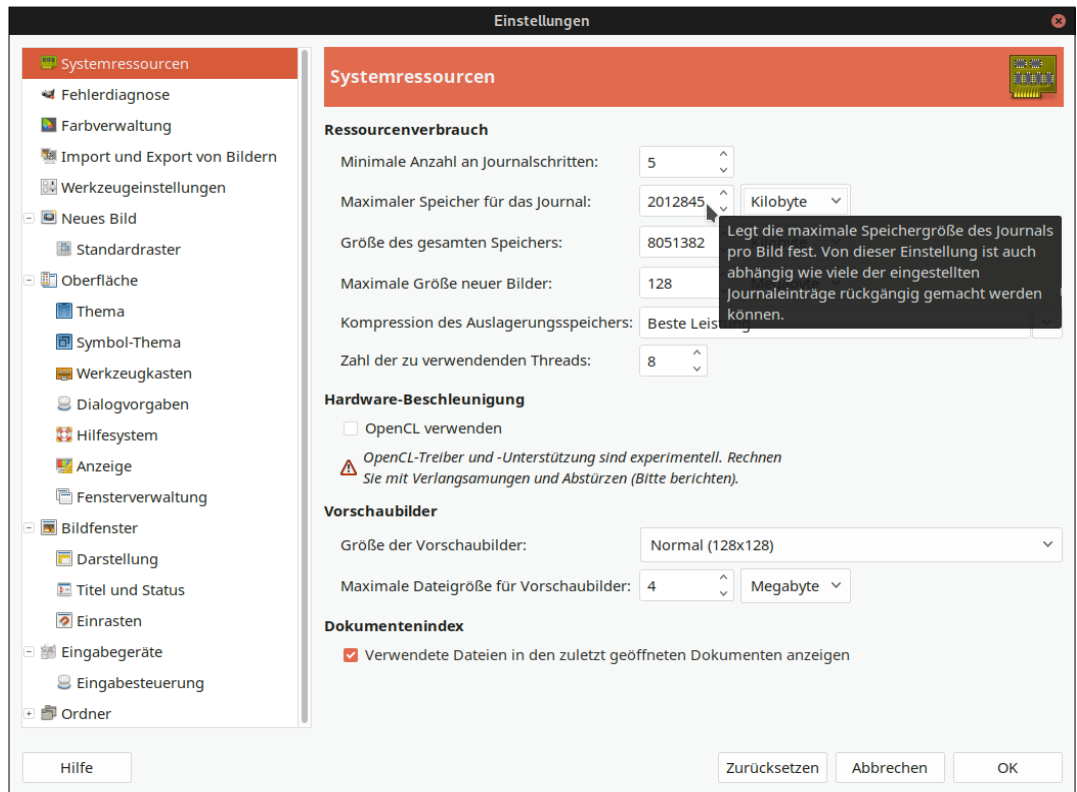 Einstellungen
Systemressourcen
Fehlerdiagnose
Farbverwaltung
Import und Export von Bildern
Werkzeugeinstellungen
Neues Bild
Standardraster
Oberfläche
Thema
Symbol-Thema
Werkzeugkasten
Dialogvorgaben
Hilfesystem
Anzeige
Fensterverwaltung
Bildfenster
Darstellung
Titel und Status
Einrasten
Eingabegeräte
Eingabesteuerung
Ordner
Systemressourcen
Ressourcenverbrauch
Minimale Anzahl an Journalschritten: 5
Maximaler Speicher für das Journal: 2012845 Kilobyte
Größe des gesamten Speichers: 8051382
Maximale Größe neuer Bilder: 128
Kompression des Auslagerungsspeichers: Beste Leistung
Legt die maximale Speichergröße des Journals
pro Bild fest. Von dieser Einstellung ist auch
abhängig wie viele der eingestellten
Journaleinträge rückgängig gemacht werden
können.
Zahl der zu verwendenden Threads: 8
Hardware-Beschleunigung
OpenCL verwenden
OpenCL-Treiber und -Unterstützung sind experimentell. Rechnen
Sie mit Verlangsamungen und Abstürzen (Bitte berichten).
Vorschaubilder
Größe der Vorschaubilder: Normal (128x128)
Maximale Dateigröße für Vorschaubilder: 4 Megabyte
Dokumentenindex
Verwendete Dateien in den zuletzt geöffneten Dokumenten anzeigen
Hilfe Zurücksetzen Abbrechen OK